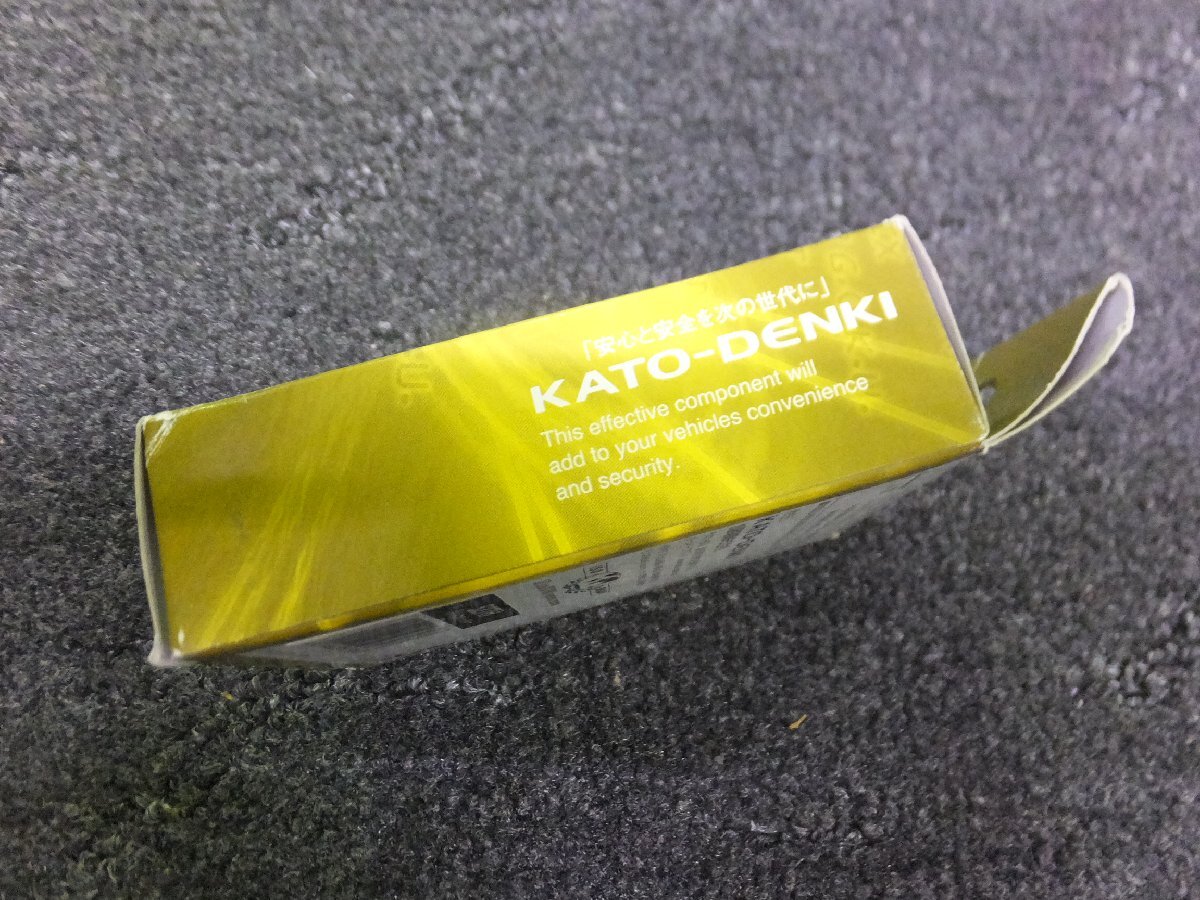 「安心と安全を次の世代に」
KATO-DENKI
This effective component will
add to your vehicles convenience
and security.